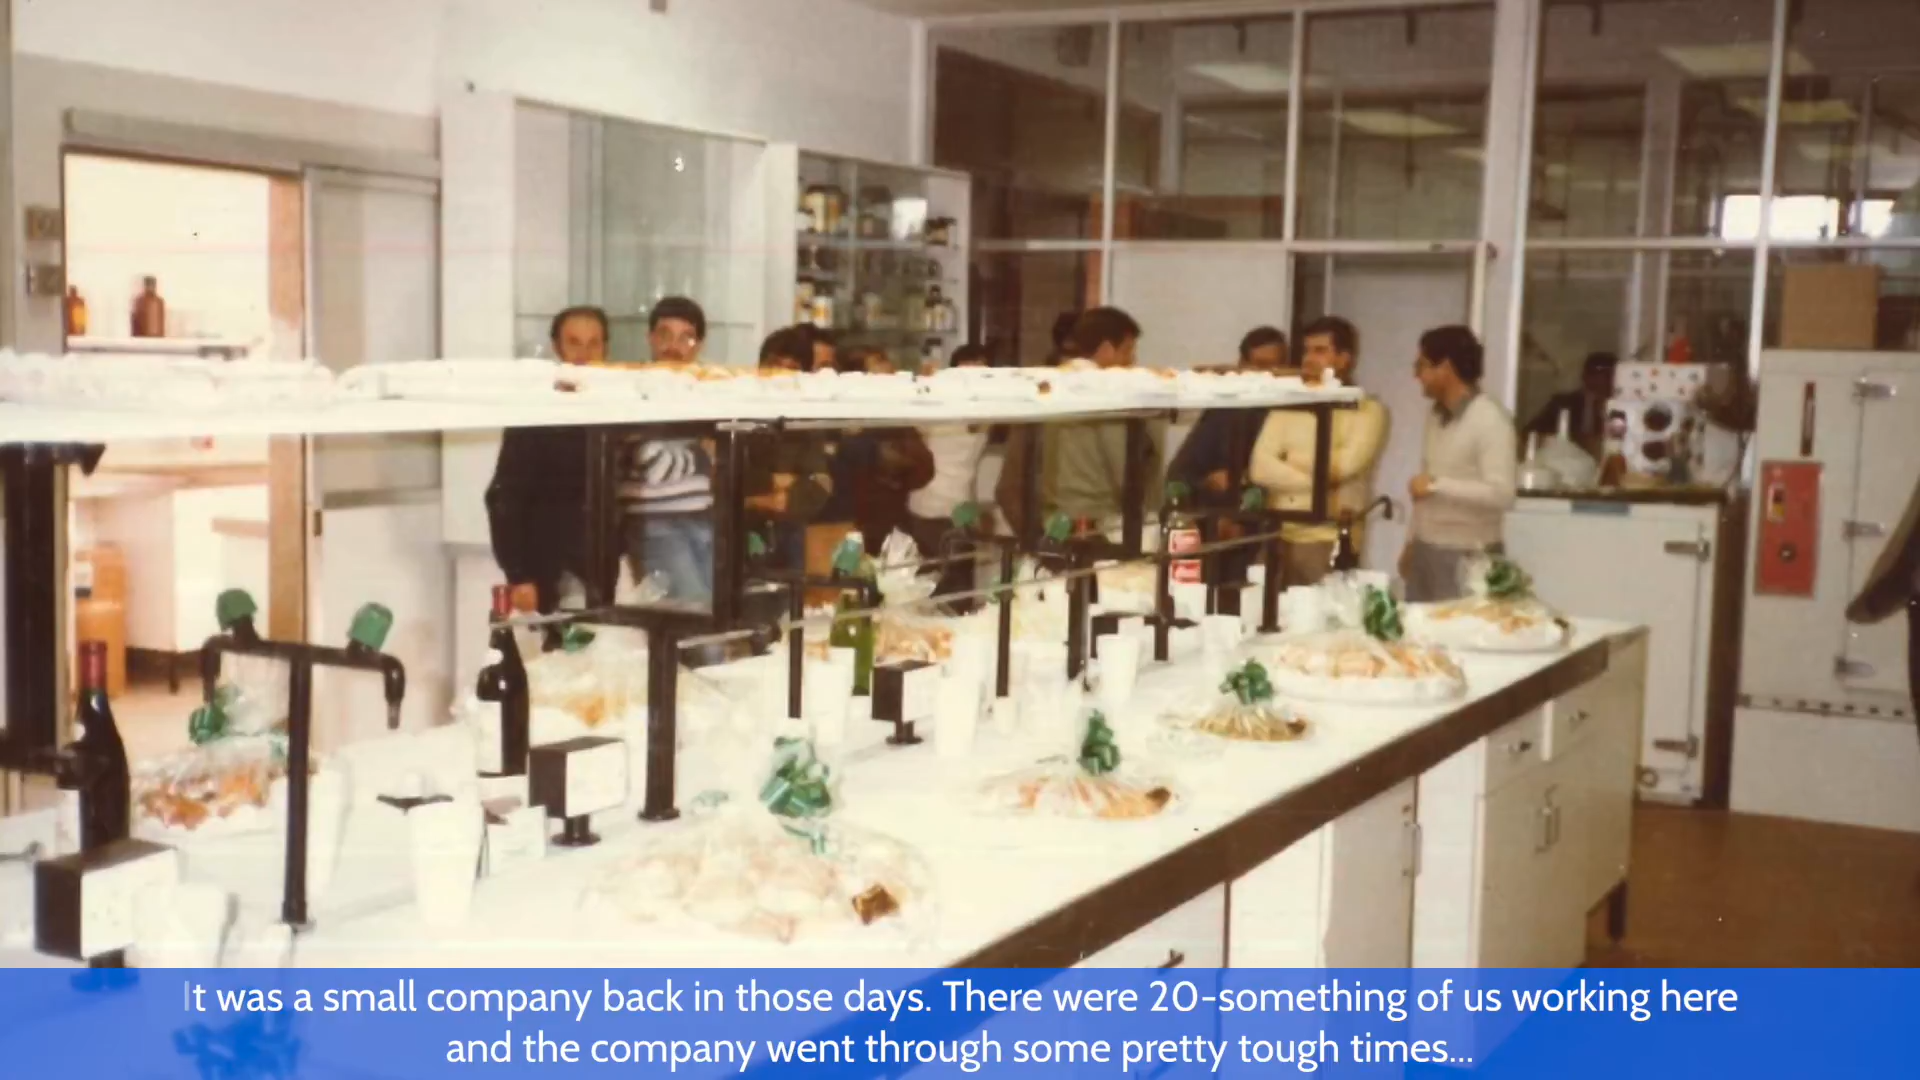 It was a small company back in those days. There were 20-something of us working here
and the company went through some pretty tough times...